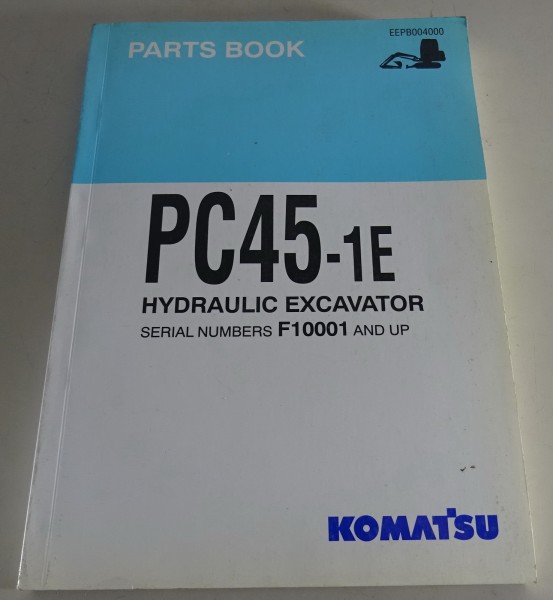 EEPB004000
PARTS BOOK
PC45-1E
HYDRAULIC EXCAVATOR
SERIAL NUMBERS F10001 AND UP
KOMATSU